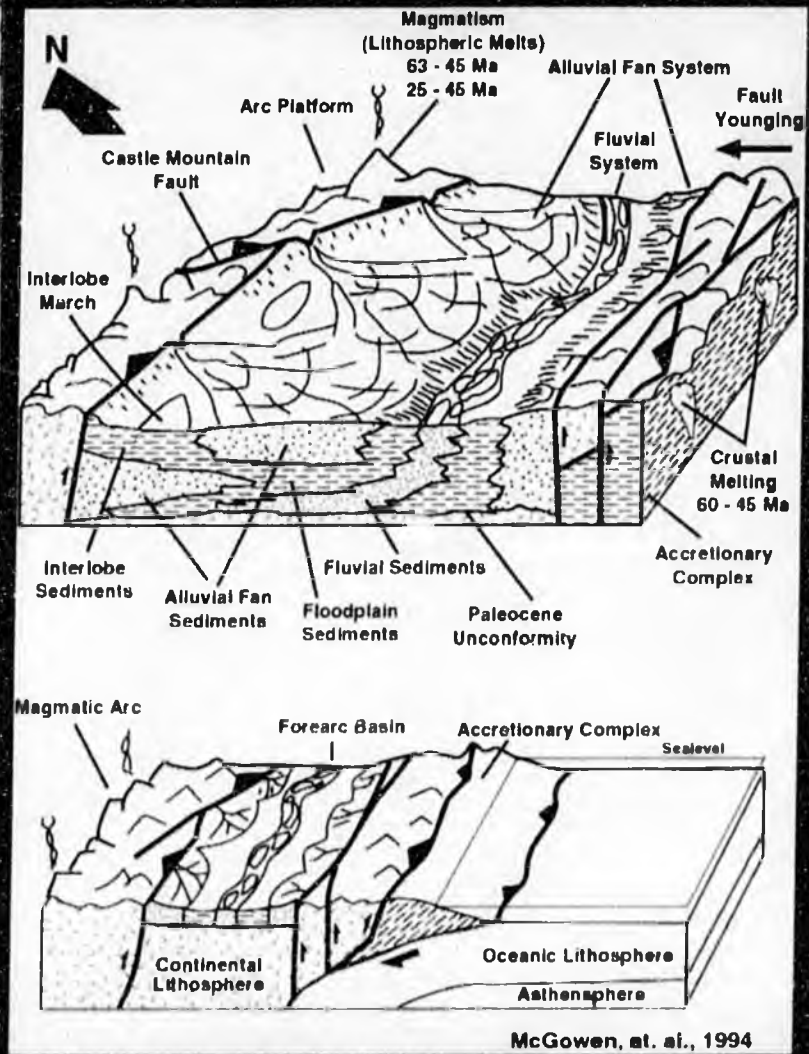 N
Magmatism
(Lithospheric Melts)
63 - 45 Ma
25 - 45 Ma
Alluvial Fan System
Arc Platform
Fluvial
System
Fault
Younging
Castle Mountain
Fault
Interlobe
March
Crustal
Melting
60 - 45 Ma
Accretionary
Complex
Interlobe
Sediments
Alluvial Fan
Sediments
Fluvial Sediments
Floodplain
Sediments
Paleocene
Unconformity
Magmatic Arc
Forearc Basin
Accretionary Complex
Sealevel
Continental
Lithosphere
Oceanic Lithosphere
Asthensphere
McGowen, et. al., 1994